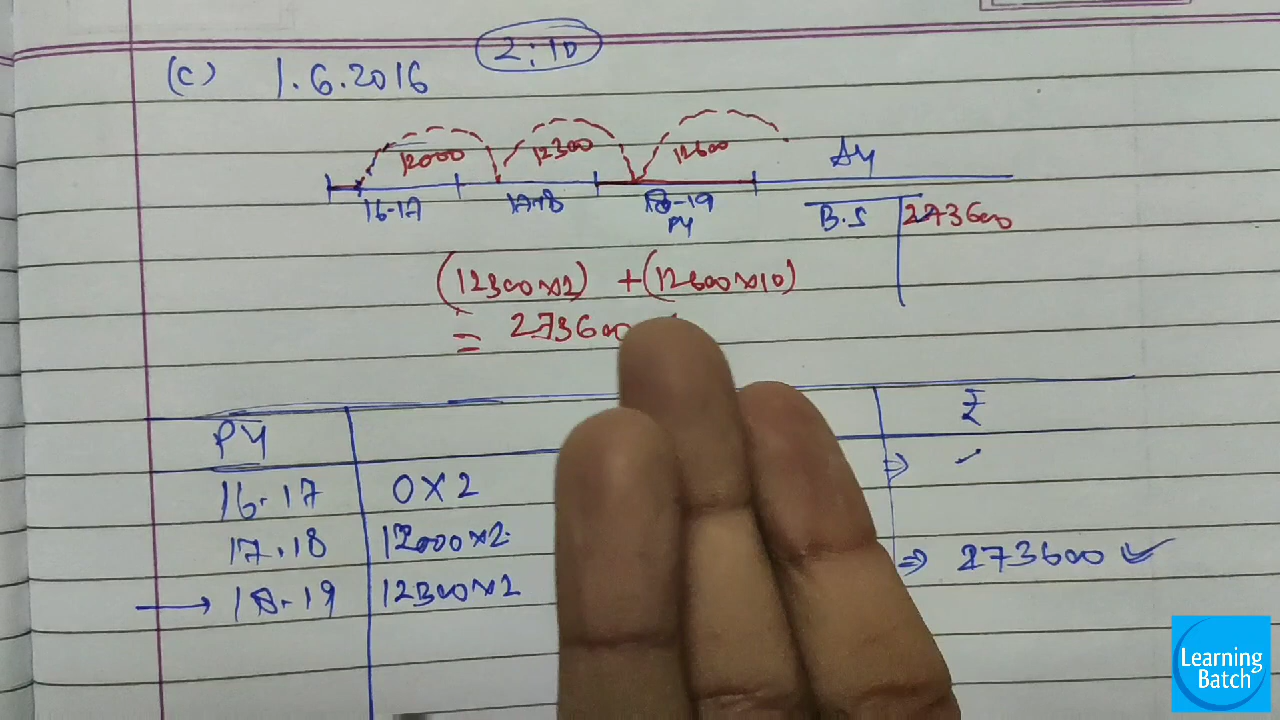 2:10
(c) 1.6.2016
12000 12300 12600 AY
16-17 17-18 18-19 B.S 273600
PY
(12300×2) + (12600×10)
= 273600
PY ₹
16-17 0×2 ⇒
17-18 12000×2
⇒ 273600
→ 18-19 12300×2
Learning
Batch